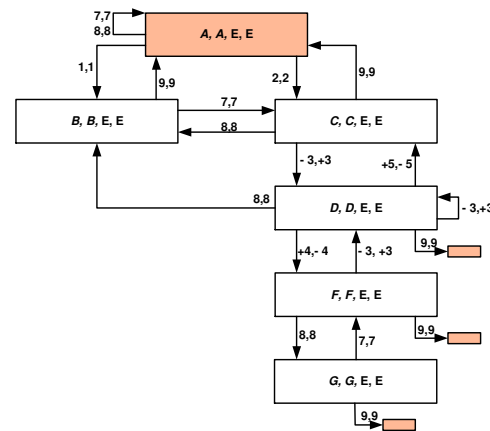 7,7
8,8
A, A, E, E
1,1
9,9
2,2
9,9
7,7
B, B, E, E
C, C, E, E
8,8
- 3,+3
+5,- 5
8,8
D, D, E, E
- 3,+3
9,9
+4,- 4
- 3, +3
F, F, E, E
9,9
8,8
7,7
G, G, E, E
9,9